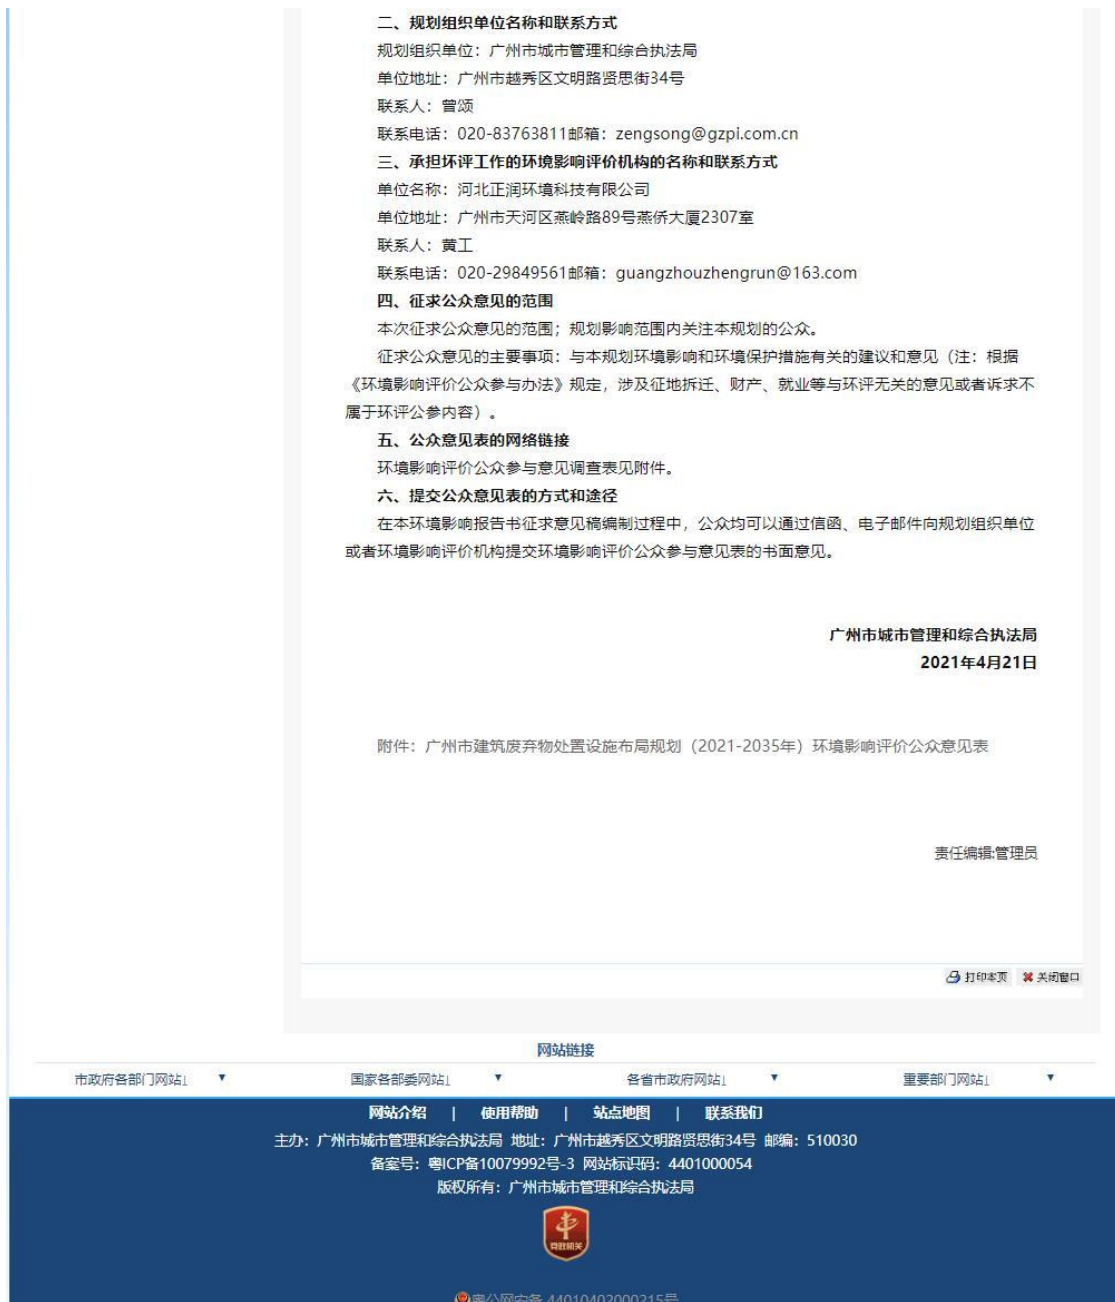 二、规划组织单位名称和联系方式
规划组织单位：广州市城市管理和综合执法局
单位地址：广州市越秀区文明路贤思街34号
联系人：曾颂
联系电话：020-83763811邮箱：zengsong@gzpi.com.cn
三、承担环评工作的环境影响评价机构的名称和联系方式
单位名称：河北正润环境科技有限公司
单位地址：广州市天河区燕岭路89号燕侨大厦2307室
联系人：黄工
联系电话：020-29849561邮箱：guangzhouzhengrun@163.com
四、征求公众意见的范围
本次征求公众意见的范围；规划影响范围内关注本规划的公众。
征求公众意见的主要事项：与本规划环境影响和环境保护措施有关的建议和意见（注：根据
《环境影响评价公众参与办法》规定，涉及征地拆迁、财产、就业等与环评无关的意见或者诉求不
属于环评公参内容）。
五、公众意见表的网络链接
环境影响评价公众参与意见调查表见附件。
六、提交公众意见表的方式和途径
在本环境影响报告书征求意见稿编制过程中，公众均可以通过信函、电子邮件向规划组织单位
或者环境影响评价机构提交环境影响评价公众参与意见表的书面意见。
广州市城市管理和综合执法局
2021年4月21日
附件：广州市建筑废弃物处置设施布局规划（2021-2035年）环境影响评价公众意见表
责任编辑:管理员
打印本页 关闭窗口
网站链接
市政府各部门网站↓ ▼ 国家各部委网站↓ ▼ 各省市政府网站↓ ▼ 重要部门网站↓ ▼
网站介绍 | 使用帮助 | 站点地图 | 联系我们
主办：广州市城市管理和综合执法局 地址：广州市越秀区文明路贤思街34号 邮编：510030
备案号：粤ICP备10079992号-3 网站标识码：4401000054
版权所有：广州市城市管理和综合执法局
党政机关
粤公网安备 44010402000215号